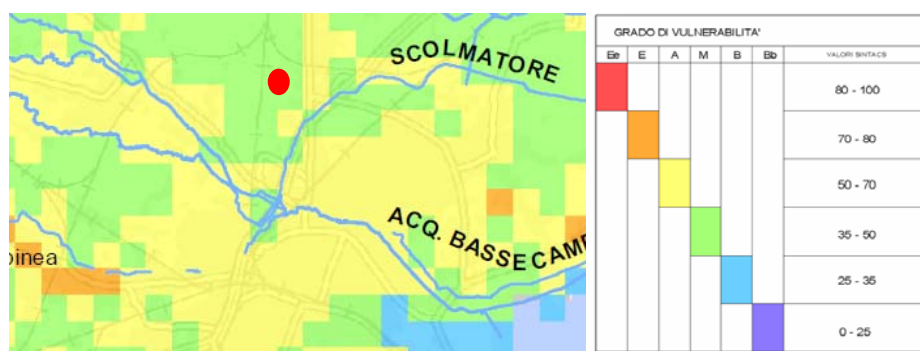 SCOLMATORE
ACQ. BASSE CAMP
pinea
GRADO DI VULNERABILITA'
Ee E A M B Bb VALORI SINTACS
80 - 100
70 - 80
50 - 70
35 - 50
25 - 35
0 - 25